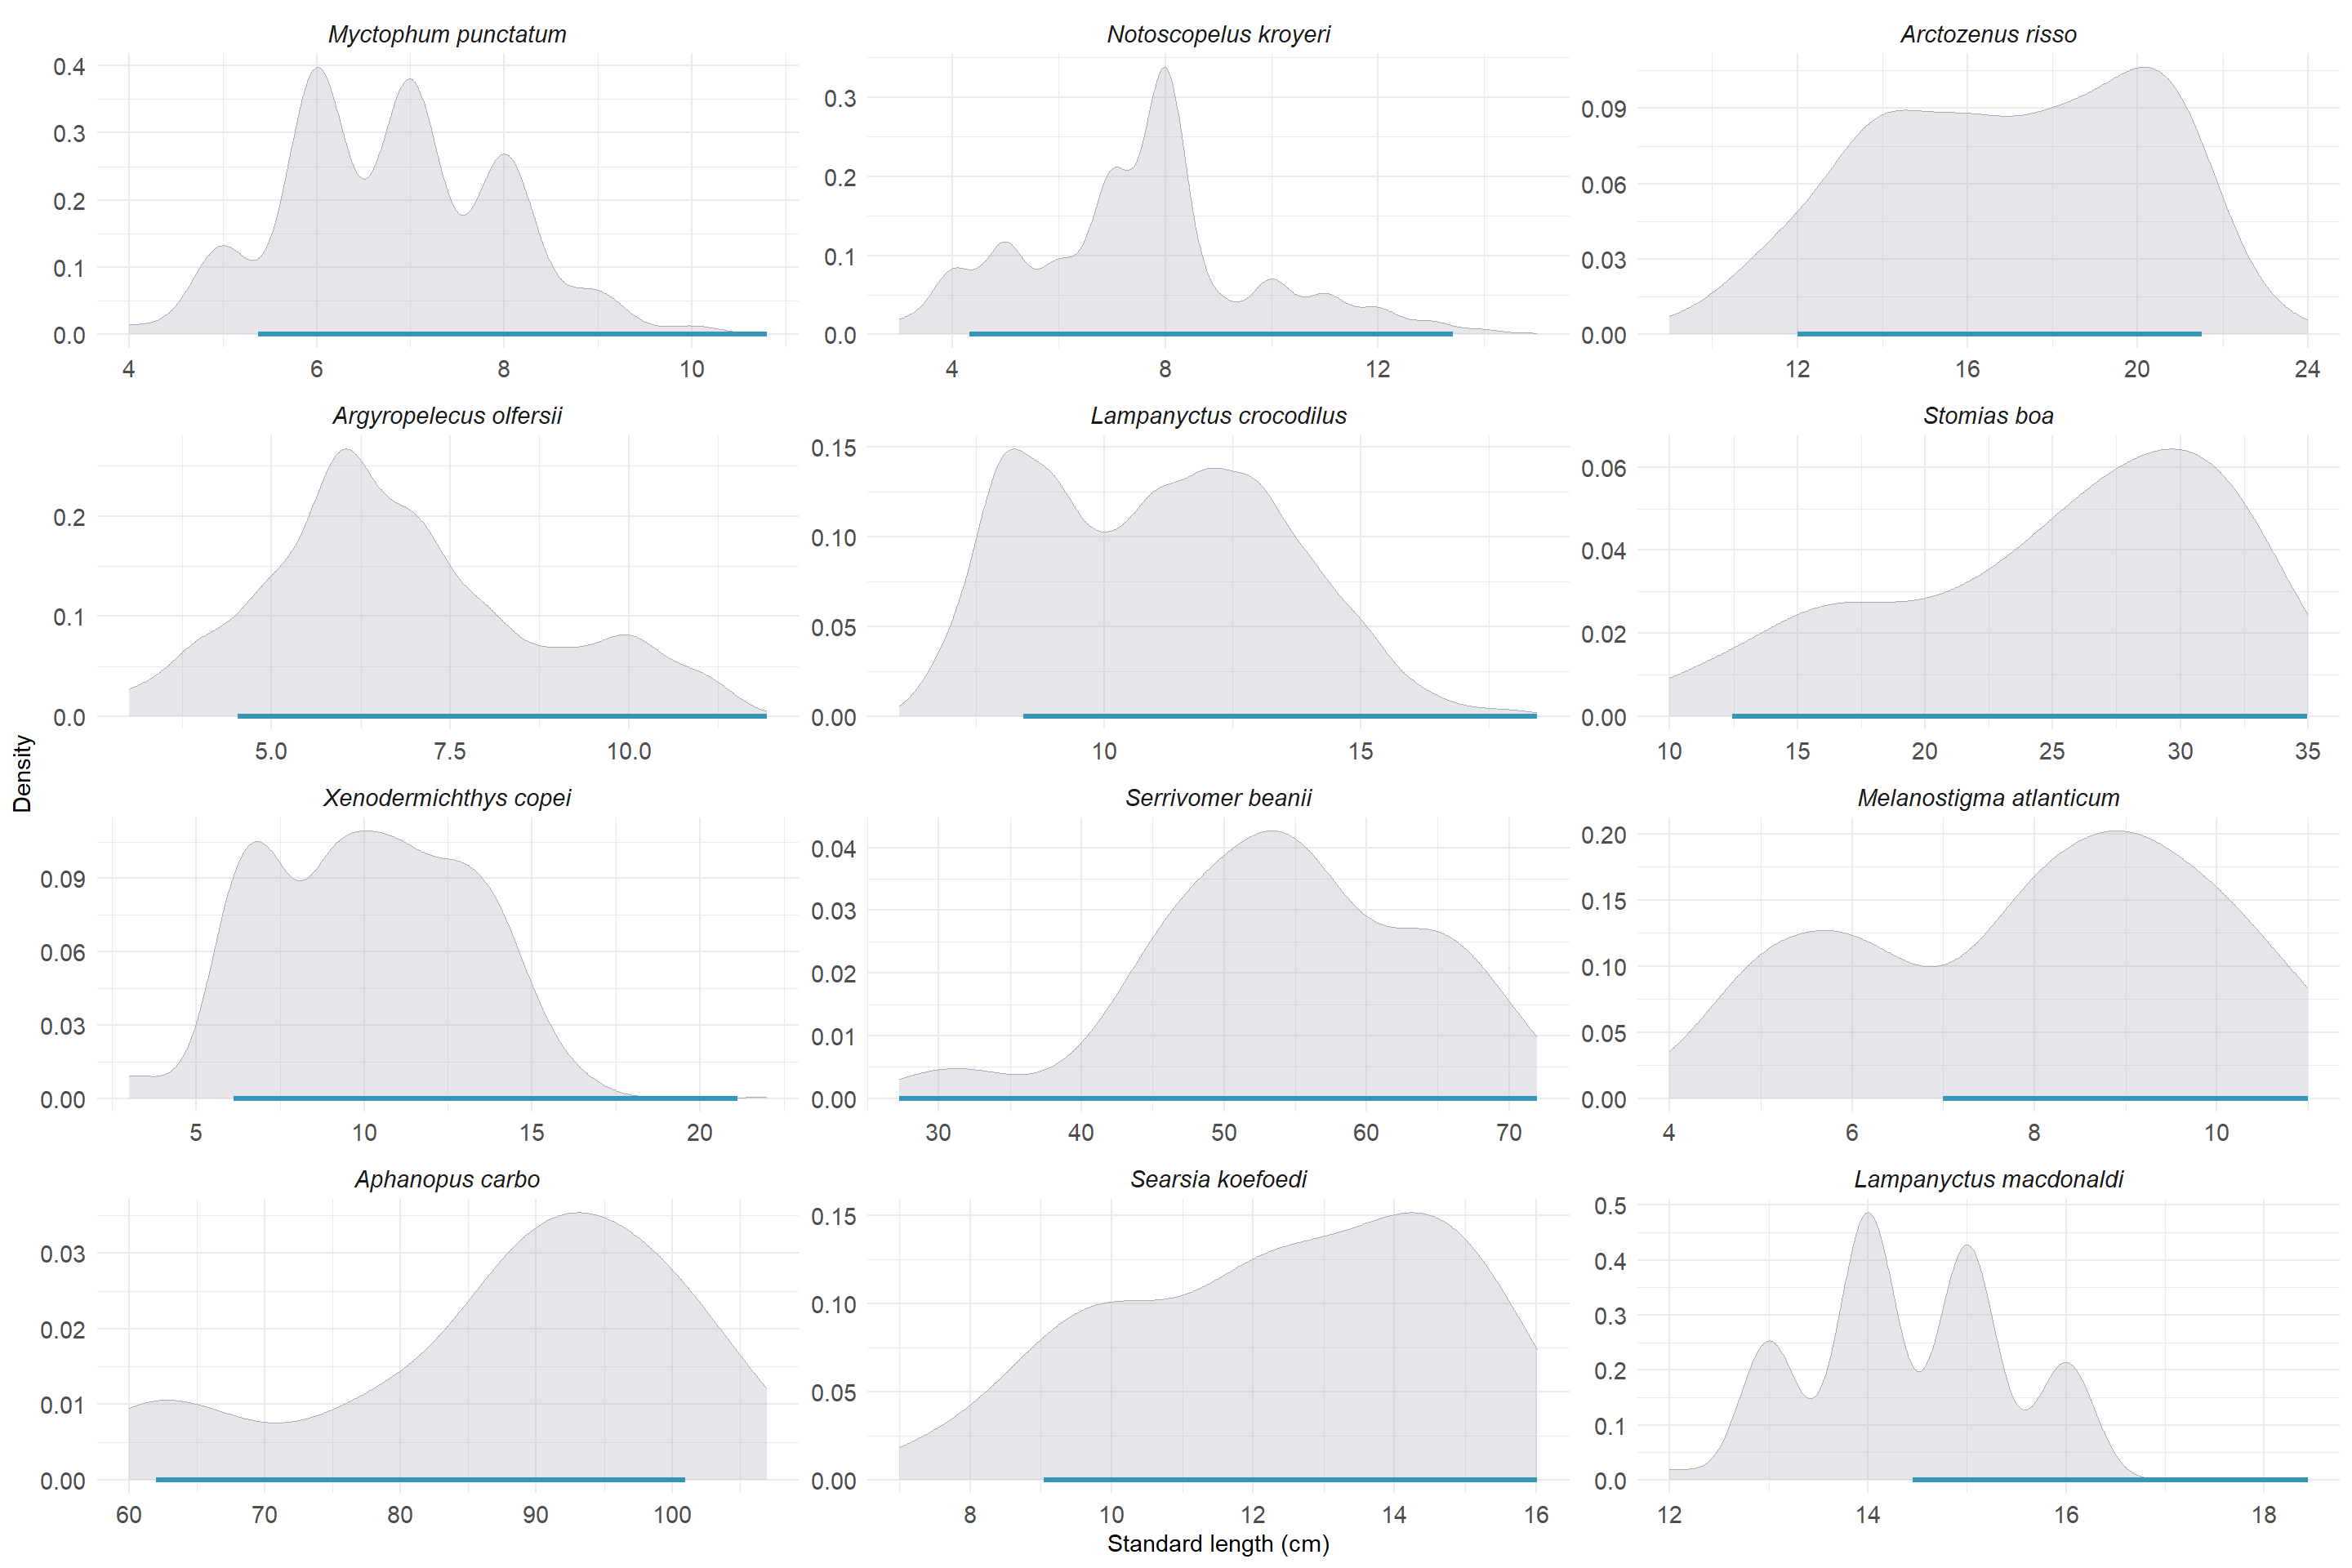 Myctophum punctatum
Notoscopelus kroyeri
Arctozenus risso
0.4
0.3
0.2
0.1
0.0
4 6 8 10
0.3
0.2
0.1
0.0
4 8 12
0.09
0.06
0.03
0.00
12 16 20 24
Argyropelecus olfersii
Lampanyctus crocodilus
Stomias boa
0.2
0.1
0.0
5.0 7.5 10.0
0.15
0.10
0.05
0.00
10 15
0.06
0.04
0.02
0.00
10 15 20 25 30 35
Density
Xenodermichthys copei
Serrivomer beanii
Melanostigma atlanticum
0.09
0.06
0.03
0.00
5 10 15 20
0.04
0.03
0.02
0.01
0.00
30 40 50 60 70
0.20
0.15
0.10
0.05
0.00
4 6 8 10
Aphanopus carbo
Searsia koefoedi
Lampanyctus macdonaldi
0.03
0.02
0.01
0.00
60 70 80 90 100
0.15
0.10
0.05
0.00
8 10 12 14 16
0.5
0.4
0.3
0.2
0.1
0.0
12 14 16 18
Standard length (cm)